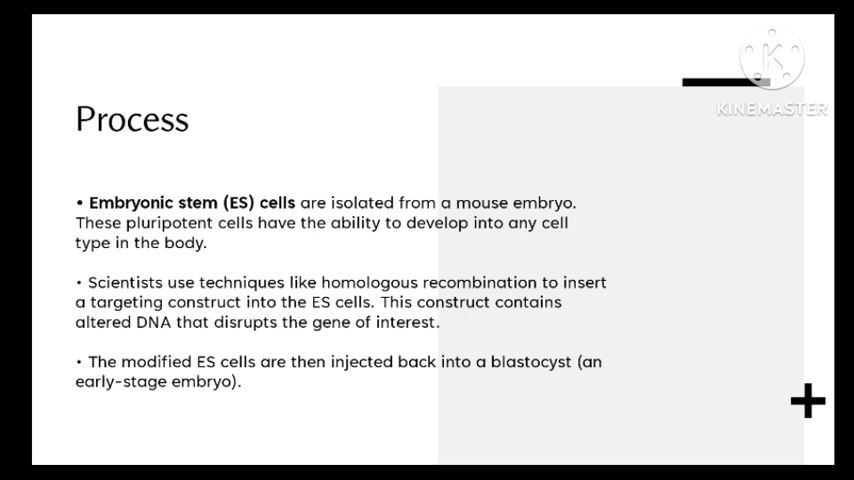 KINEMASTER
Process
• Embryonic stem (ES) cells are isolated from a mouse embryo.
These pluripotent cells have the ability to develop into any cell
type in the body.
• Scientists use techniques like homologous recombination to insert
a targeting construct into the ES cells. This construct contains
altered DNA that disrupts the gene of interest.
• The modified ES cells are then injected back into a blastocyst (an
early-stage embryo).